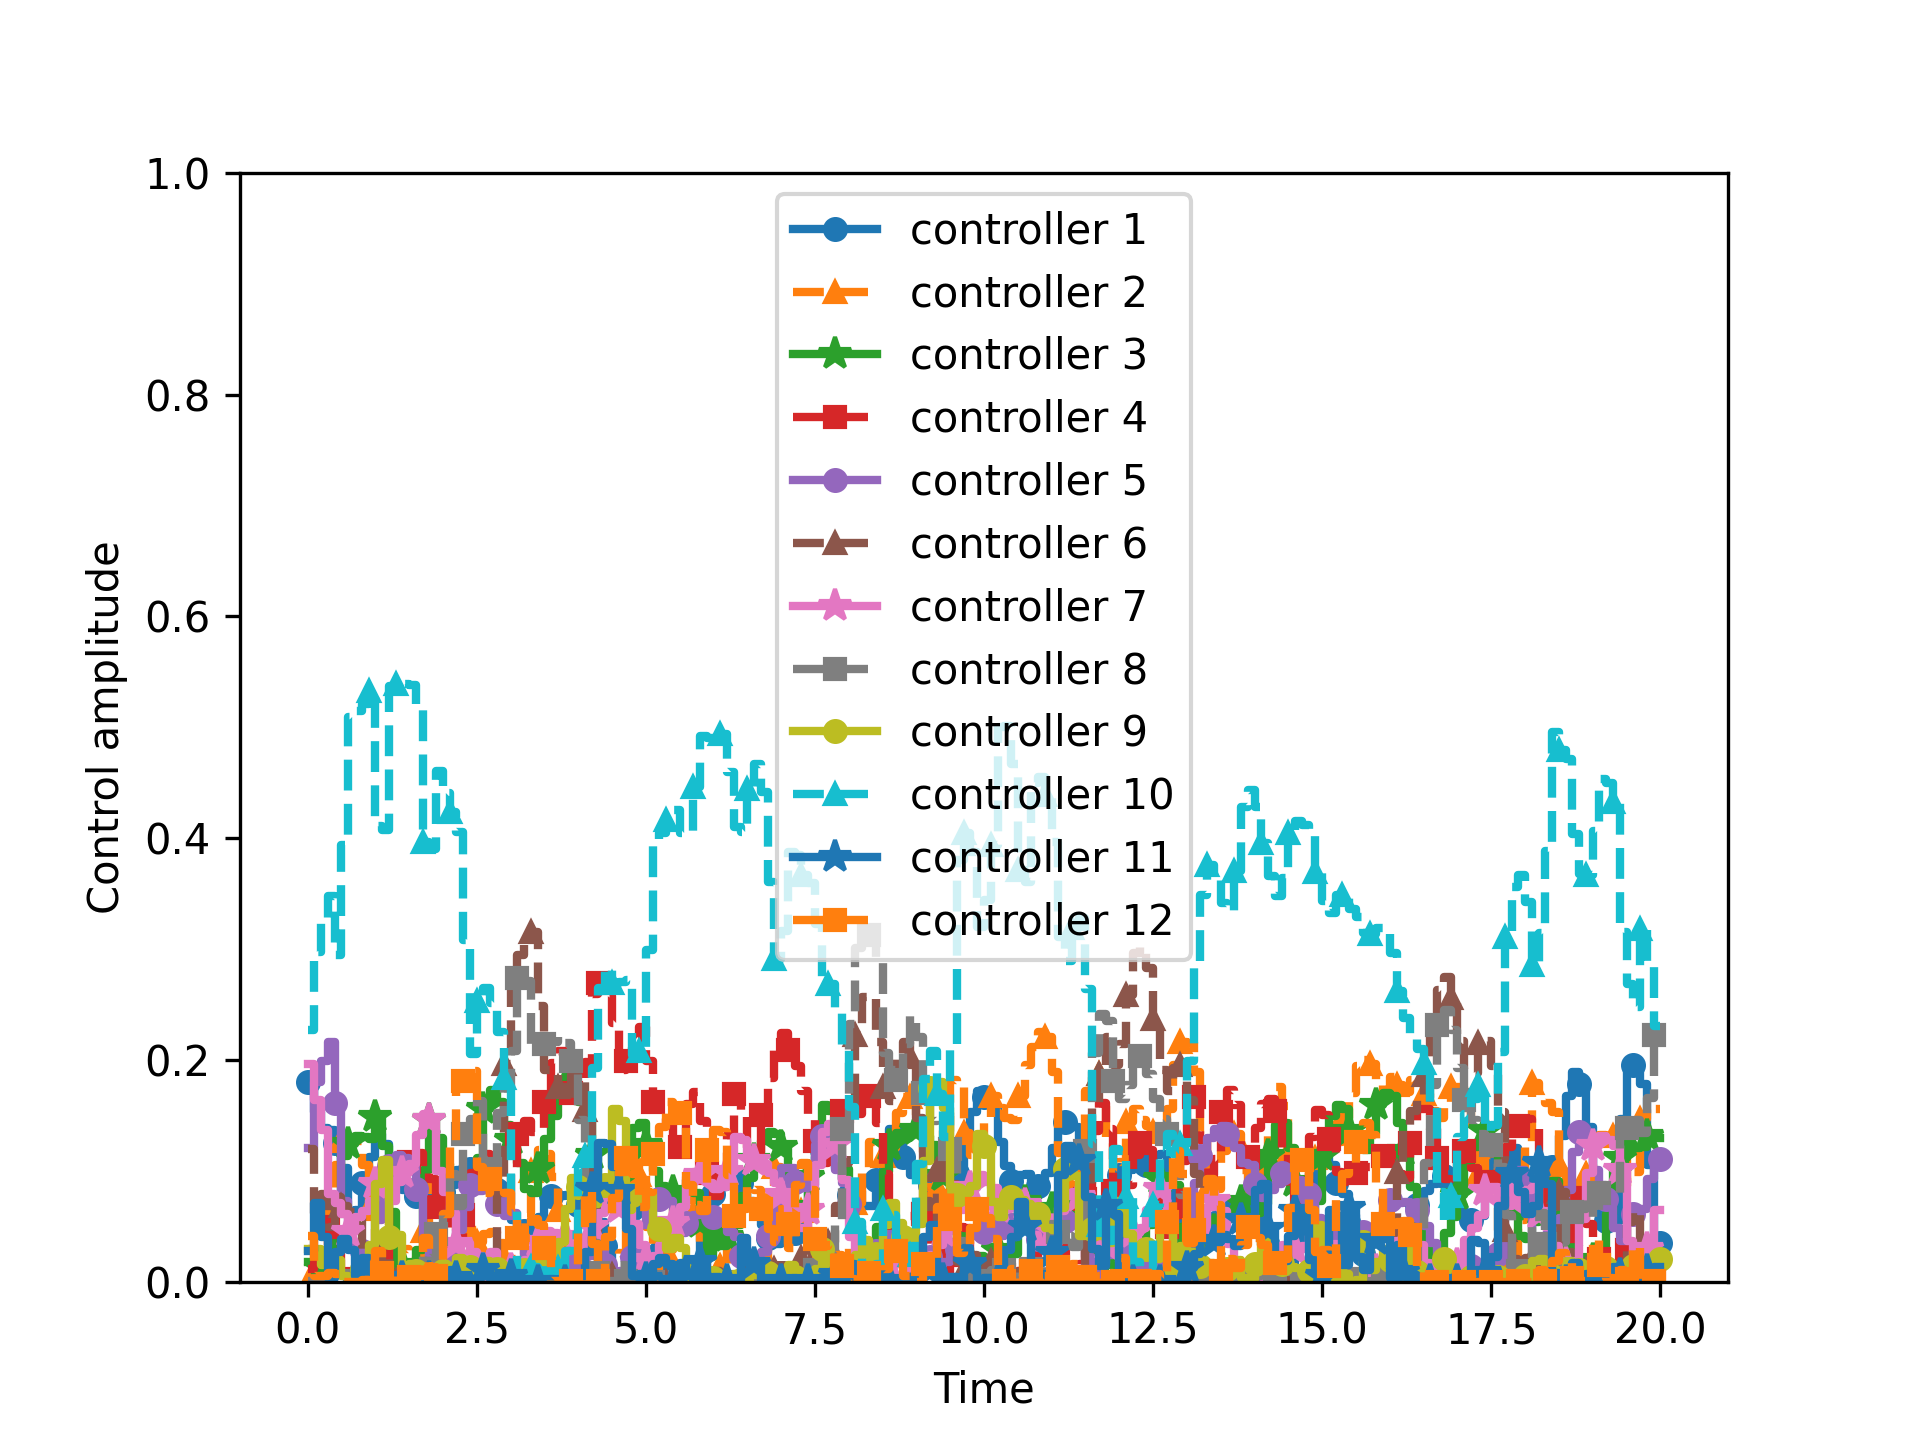 1.0
0.8
0.6
0.4
0.2
0.0
Control amplitude
controller 1
controller 2
controller 3
controller 4
controller 5
controller 6
controller 7
controller 8
controller 9
controller 10
controller 11
controller 12
0.0 2.5 5.0 7.5 10.0 12.5 15.0 17.5 20.0
Time